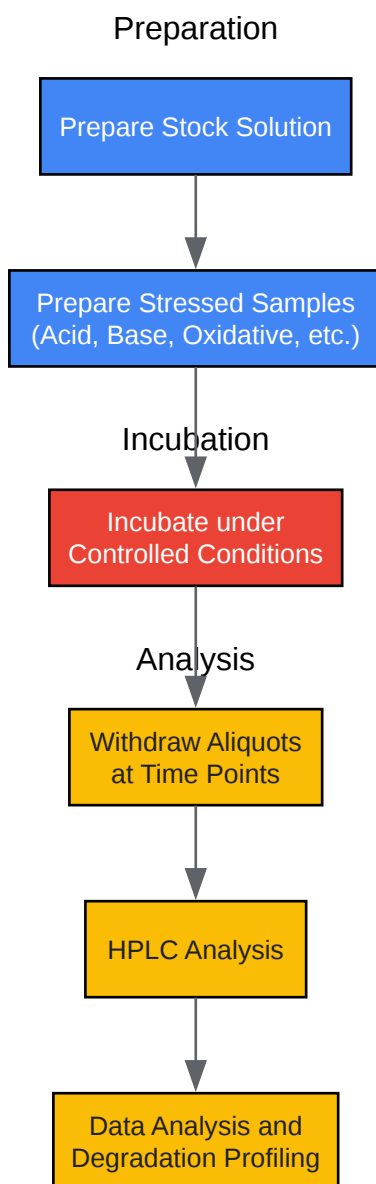 Preparation
Prepare Stock Solution
Prepare Stressed Samples
(Acid, Base, Oxidative, etc.)
Incubation
Incubate under
Controlled Conditions
Analysis
Withdraw Aliquots
at Time Points
HPLC Analysis
Data Analysis and
Degradation Profiling